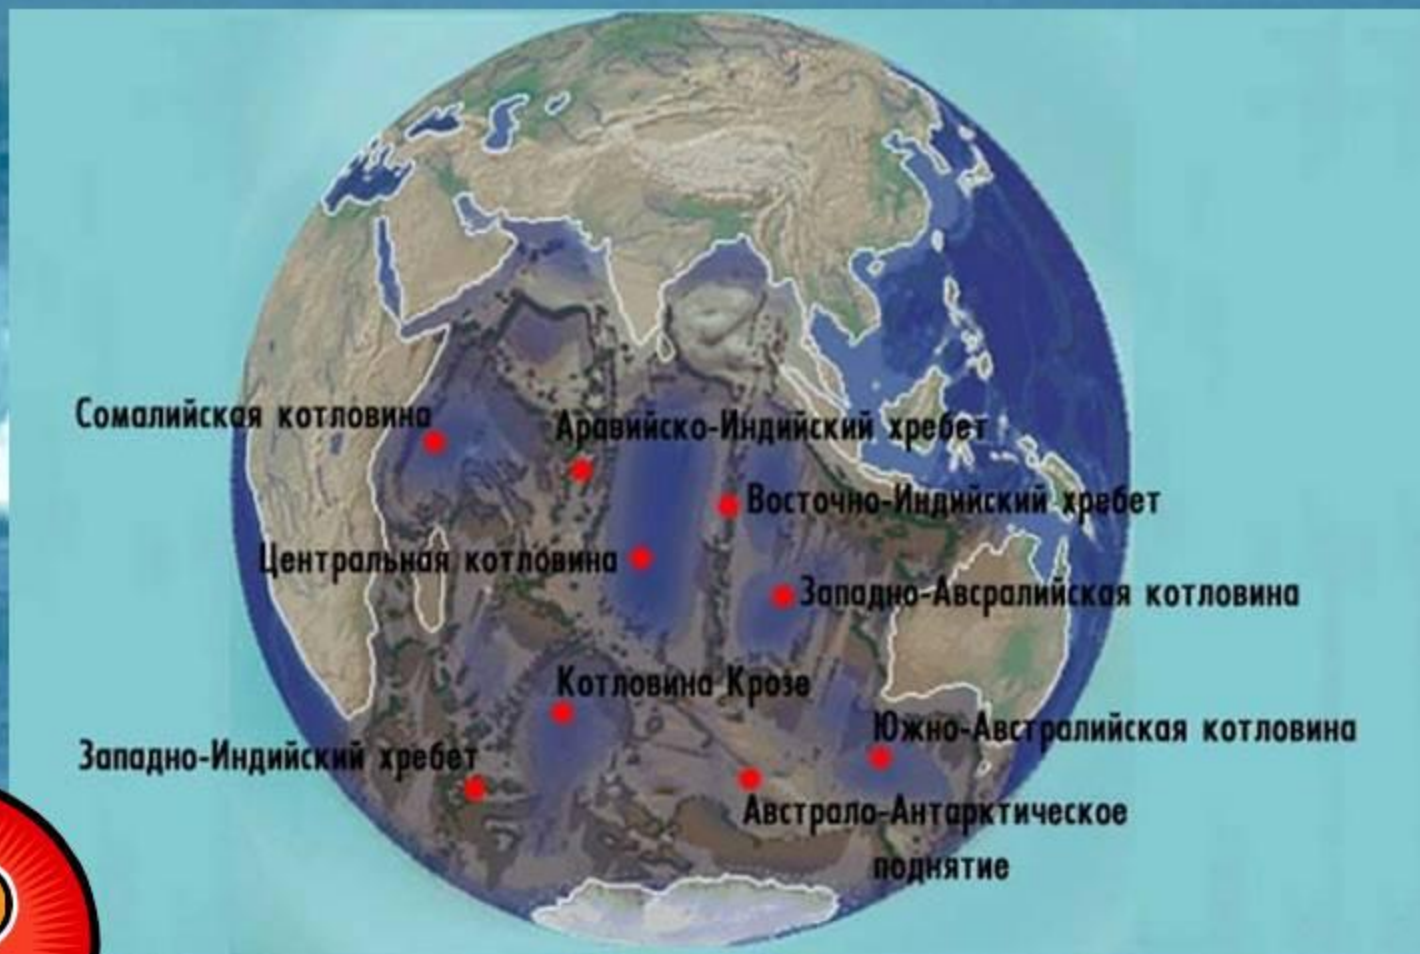 Сомалийская котловина
Аравийско-Индийский хребет
Восточно-Индийский хребет
Центральная котловина
Западно-Авсралийская котловина
Котловина Крозе
Южно-Австралийская котловина
Западно-Индийский хребет
Австрало-Антарктическое
поднятие